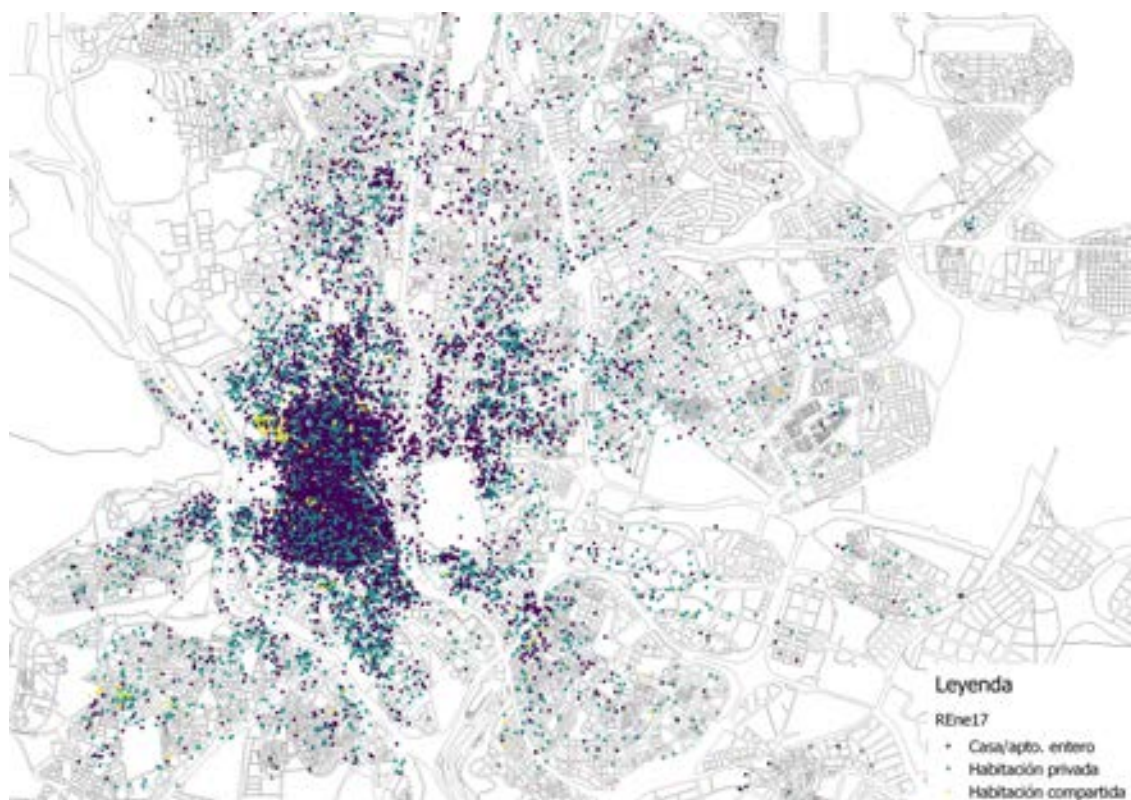 Leyenda
REne17
Casa/apto. entero
Habitación privada
Habitación compartida